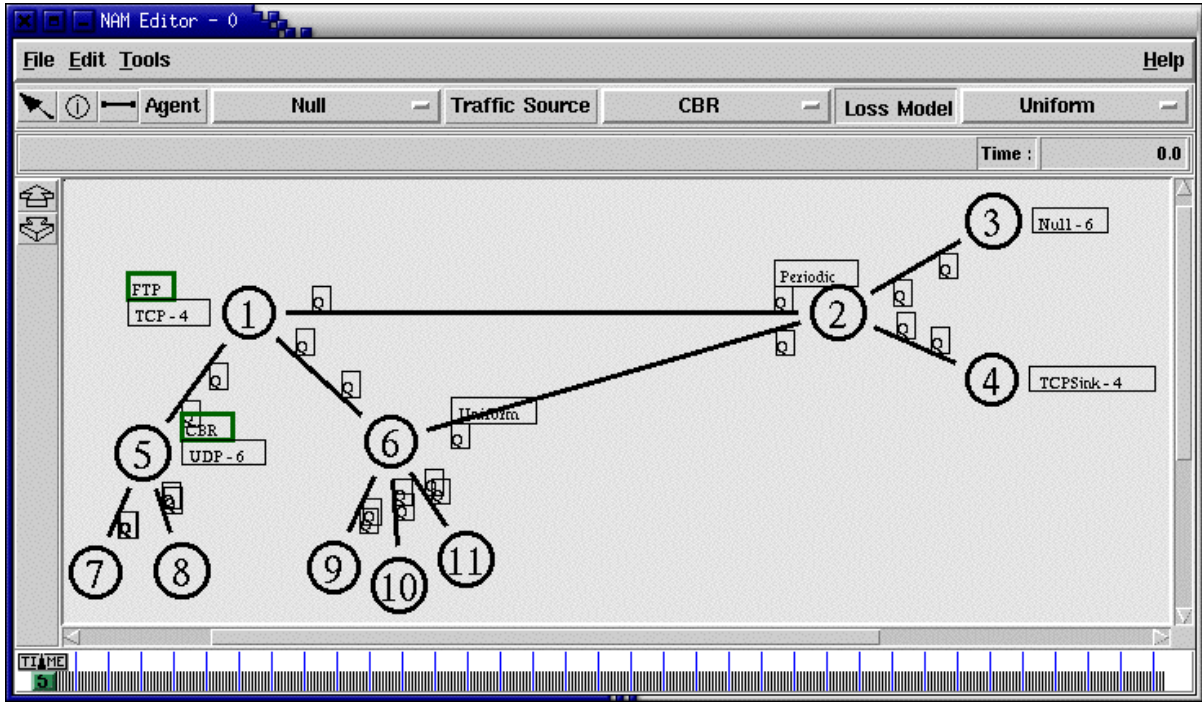 NAM Editor - 0
File Edit Tools Help
Agent Null Traffic Source CBR Loss Model Uniform
Time : 0.0
3 Null - 6
Q
Periodic Q
FTP
Q Q
TCP - 4 1 2
Q Q
Q Q Q
Q Q
4 TCPSink - 4
Uniform
Q
CBR
5 UDP - 6 6 Q
Q Q
Q Q
Q Q Q Q
Q Q Q Q
Q Q
7 8 9 10 11
TIME
5